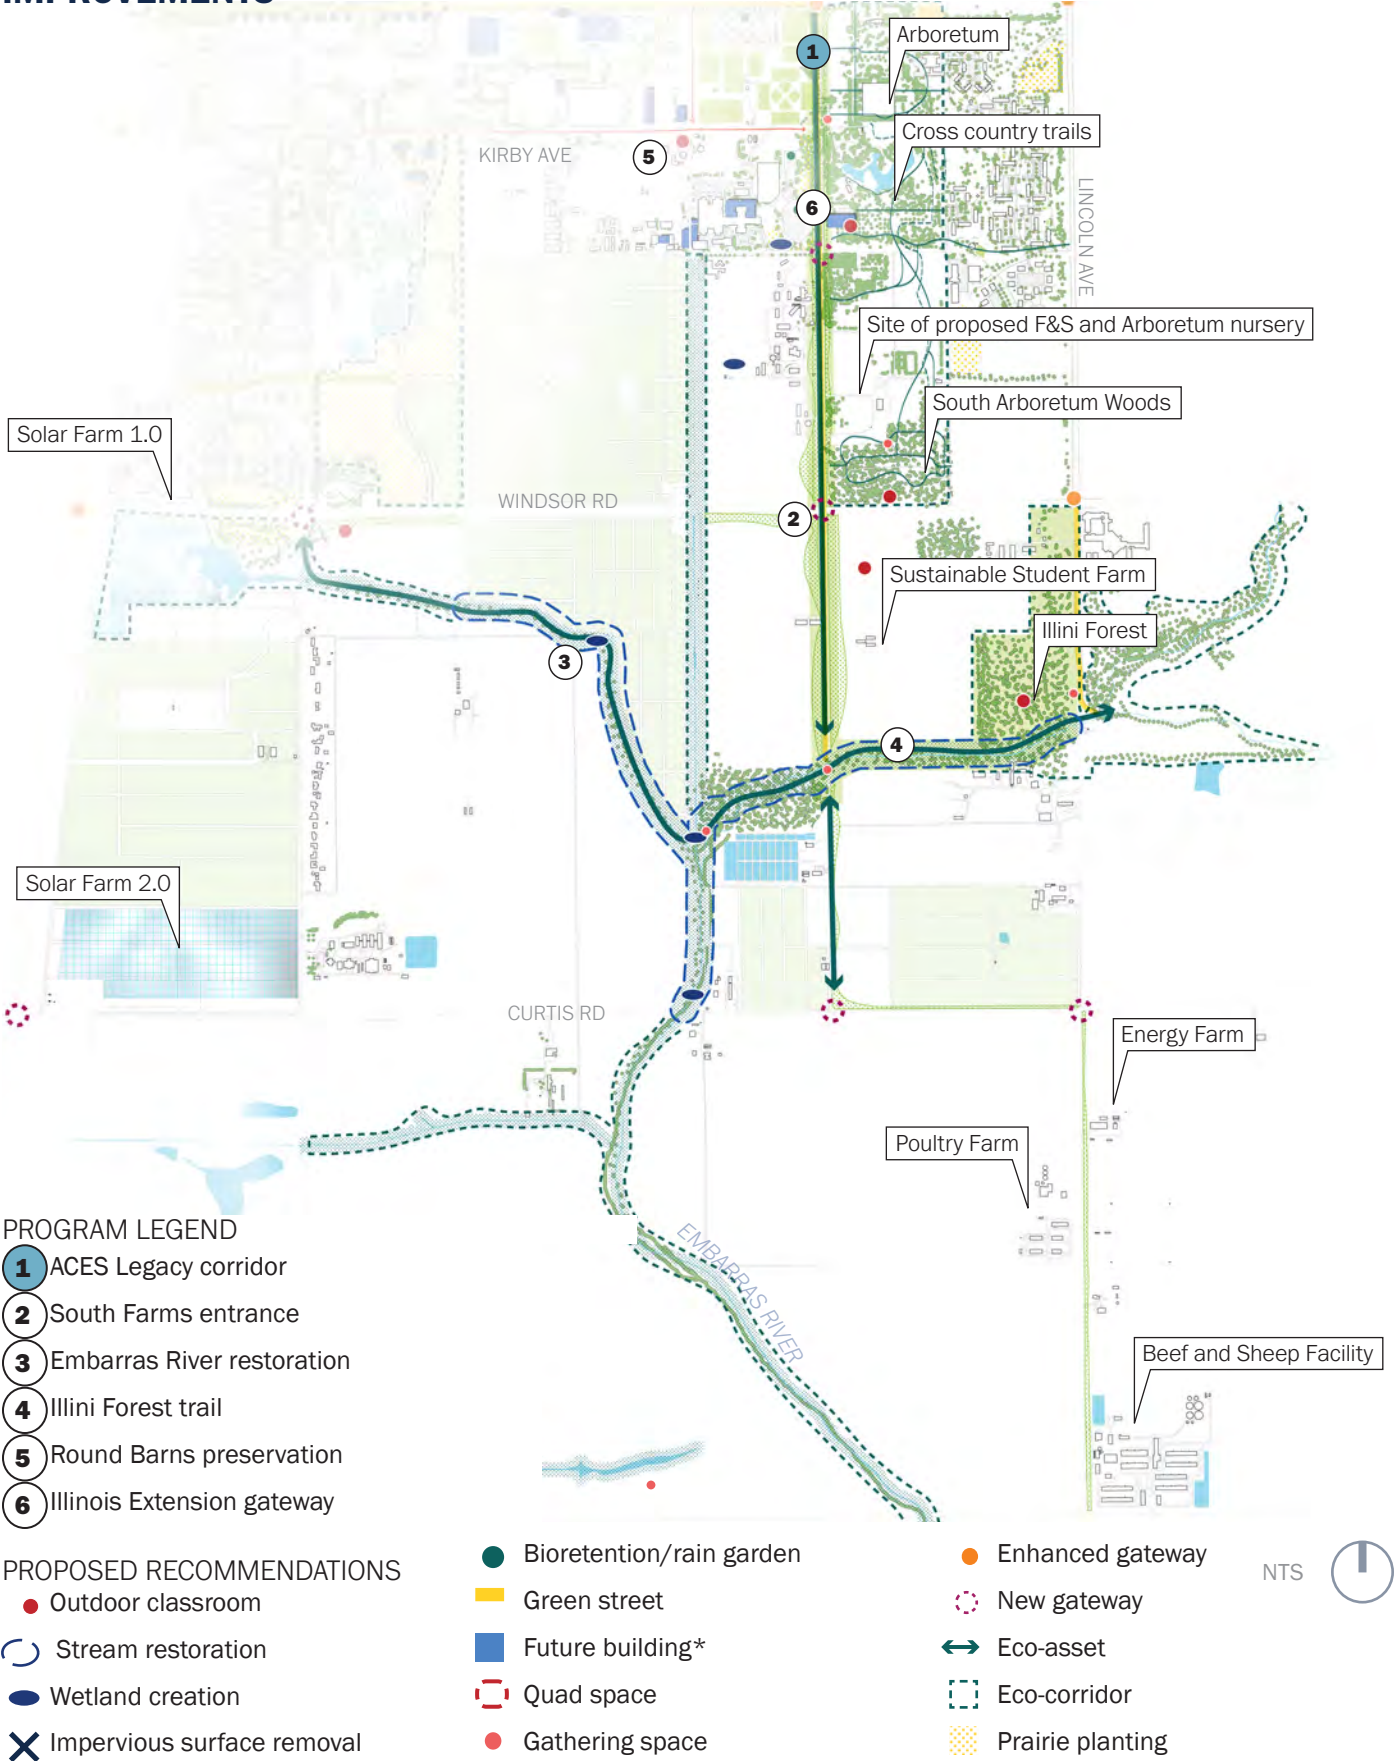 IMPROVEMENTS
1
Arboretum
Cross country trails
KIRBY AVE
5
LINCOLN AVE
6
Site of proposed F&S and Arboretum nursery
South Arboretum Woods
Solar Farm 1.0
WINDSOR RD
2
Sustainable Student Farm
Illini Forest
3
4
Solar Farm 2.0
CURTIS RD
Energy Farm
Poultry Farm
EMBARRAS RIVER
Beef and Sheep Facility
PROGRAM LEGEND
1 ACES Legacy corridor
2 South Farms entrance
3 Embarras River restoration
4 Illini Forest trail
5 Round Barns preservation
6 Illinois Extension gateway
PROPOSED RECOMMENDATIONS
Outdoor classroom
Stream restoration
Wetland creation
Impervious surface removal
Bioretention/rain garden
Green street
Future building*
Quad space
Gathering space
Enhanced gateway
New gateway
Eco-asset
Eco-corridor
Prairie planting
NTS